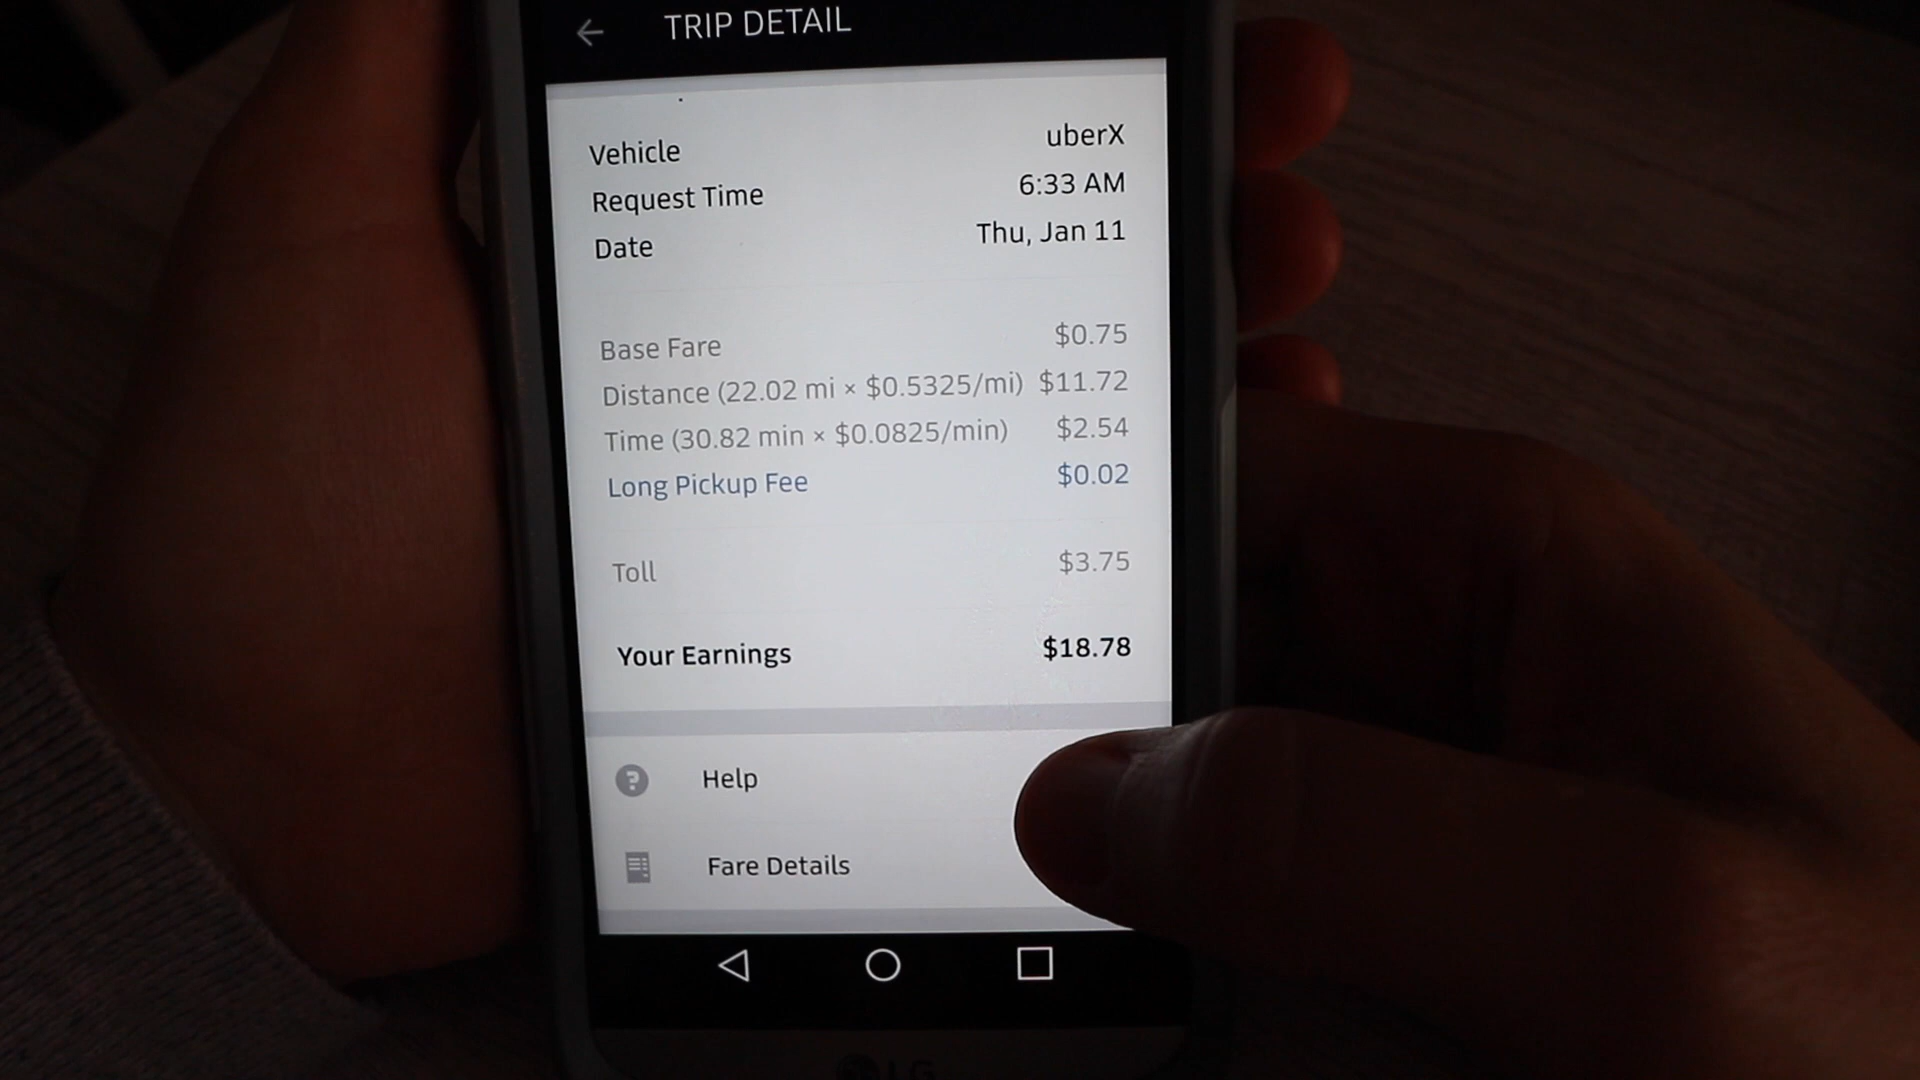 TRIP DETAIL
Vehicle uberX
Request Time 6:33 AM
Date Thu, Jan 11
Base Fare $0.75
Distance (22.02 mi × $0.5325/mi) $11.72
Time (30.82 min × $0.0825/min) $2.54
Long Pickup Fee $0.02
Toll $3.75
Your Earnings $18.78
Help
Fare Details
LG